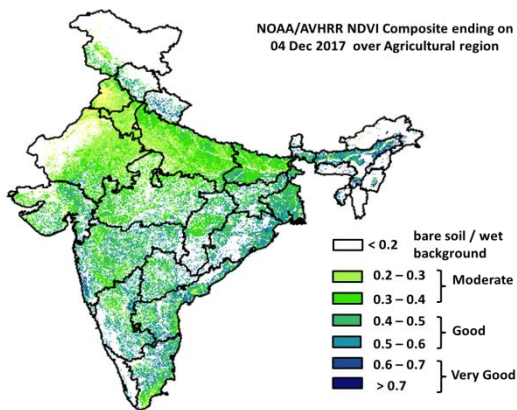 NOAA/AVHRR NDVI Composite ending on
04 Dec 2017 over Agricultural region
< 0.2 bare soil / wet
background
0.2 – 0.3
Moderate
0.3 – 0.4
0.4 – 0.5
Good
0.5 – 0.6
0.6 – 0.7
Very Good
> 0.7